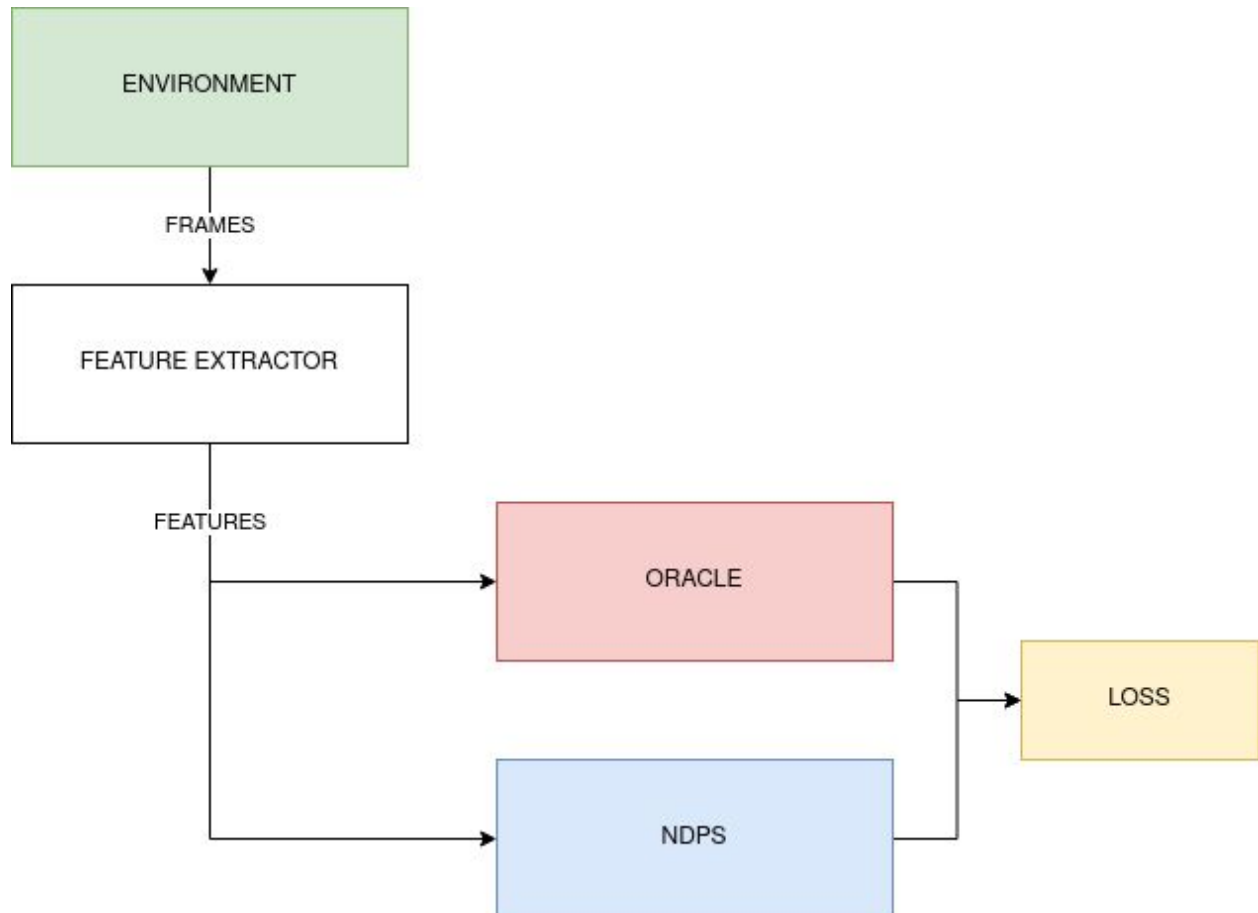 ENVIRONMENT
FRAMES
FEATURE EXTRACTOR
FEATURES
ORACLE
LOSS
NDPS